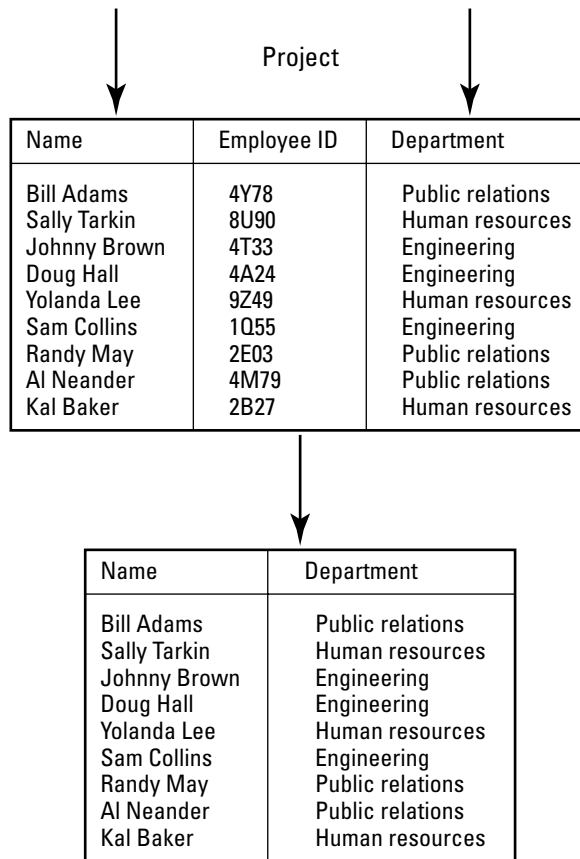 Project
Name Employee ID Department
Bill Adams 4Y78 Public relations
Sally Tarkin 8U90 Human resources
Johnny Brown 4T33 Engineering
Doug Hall 4A24 Engineering
Yolanda Lee 9Z49 Human resources
Sam Collins 1Q55 Engineering
Randy May 2E03 Public relations
Al Neander 4M79 Public relations
Kal Baker 2B27 Human resources
Name Department
Bill Adams Public relations
Sally Tarkin Human resources
Johnny Brown Engineering
Doug Hall Engineering
Yolanda Lee Human resources
Sam Collins Engineering
Randy May Public relations
Al Neander Public relations
Kal Baker Human resources